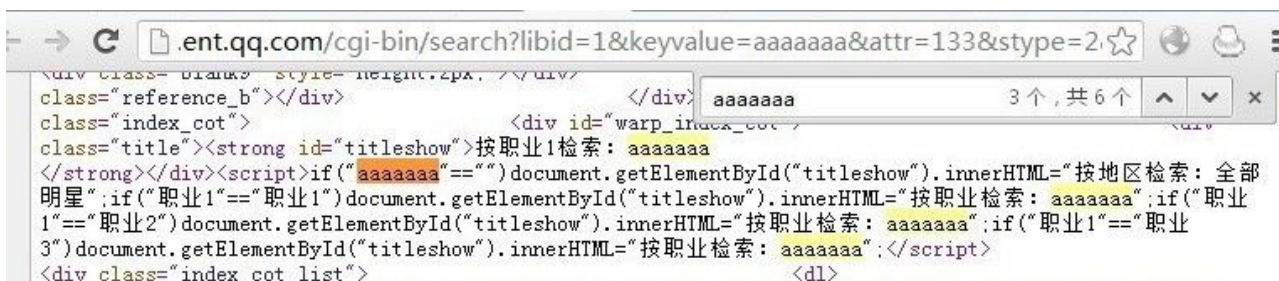 .ent.qq.com/cgi-bin/search?libid=1&keyvalue=aaaaaaa&attr=133&stype=2
aaaaaaa 3个,共6个
class="reference_b"></div> </div>
class="index_cot"> <div id="warp_index_cot"> <div
class="title"><strong id="titleshow">按职业1检索: aaaaaaa
</strong></div><script>if("aaaaaaa"=="")document.getElementById("titleshow").innerHTML="按地区检索: 全部
明星";if("职业1"=="职业1")document.getElementById("titleshow").innerHTML="按职业检索: aaaaaaa";if("职业
1"=="职业2")document.getElementById("titleshow").innerHTML="按职业检索: aaaaaaa";if("职业1"=="职业
3")document.getElementById("titleshow").innerHTML="按职业检索: aaaaaaa";</script>
<div class="index_cot_list"> <dl>